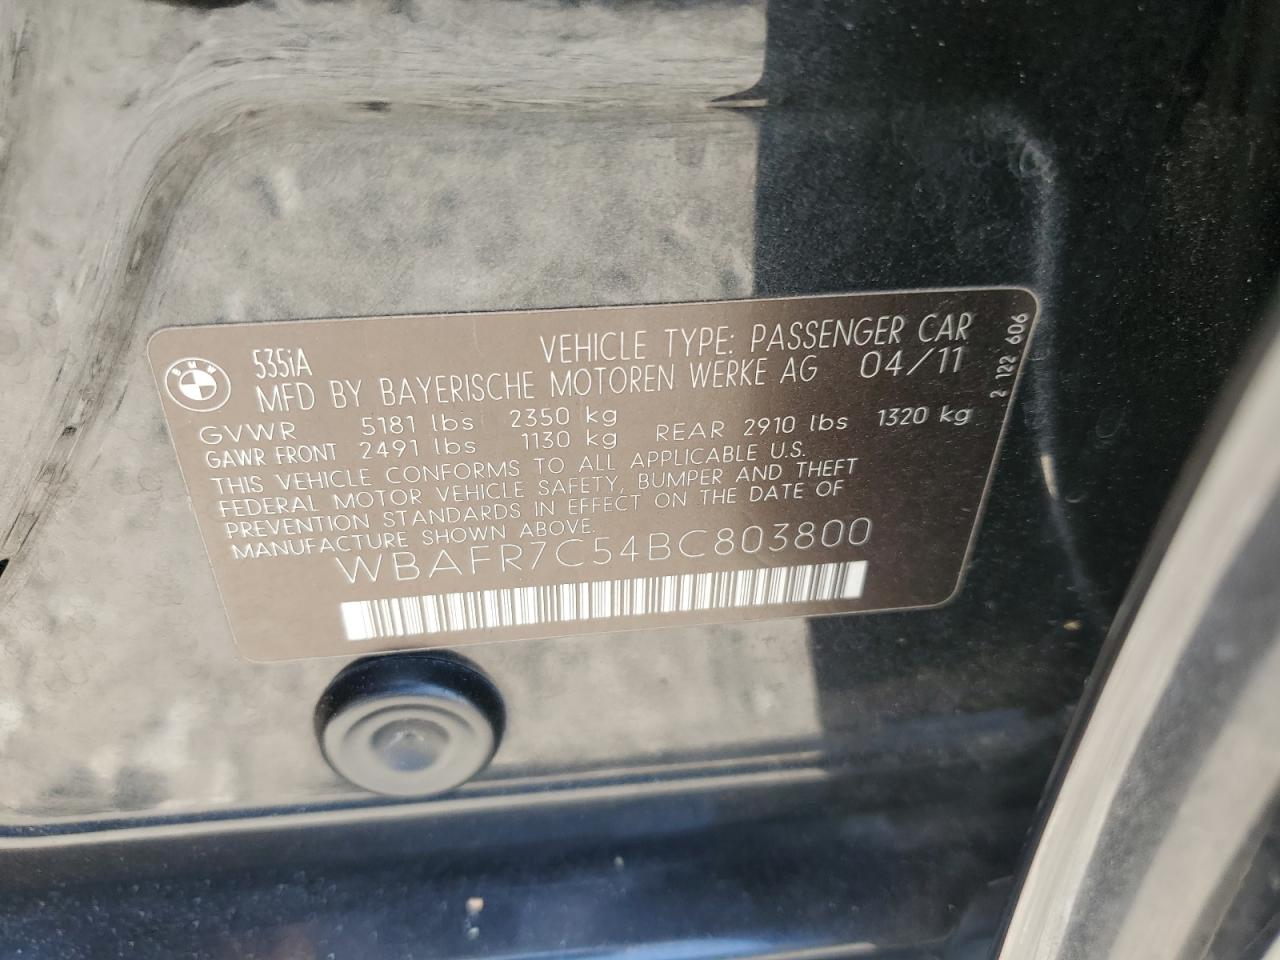 BMW
535iA VEHICLE TYPE: PASSENGER CAR
MFD BY BAYERISCHE MOTOREN WERKE AG 04/11
GVWR 5181 lbs 2350 kg
GAWR FRONT 2491 lbs 1130 kg REAR 2910 lbs 1320 kg
THIS VEHICLE CONFORMS TO ALL APPLICABLE U.S.
FEDERAL MOTOR VEHICLE SAFETY, BUMPER AND THEFT
PREVENTION STANDARDS IN EFFECT ON THE DATE OF
MANUFACTURE SHOWN ABOVE.
WBAFR7C54BC803800
2 122 606